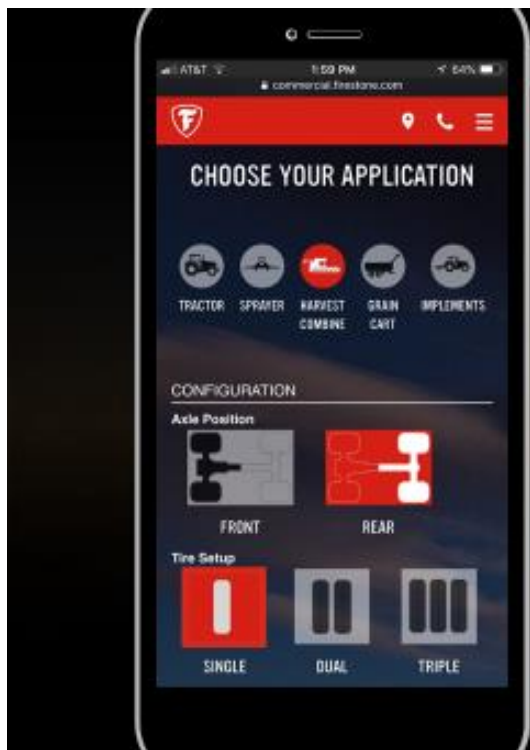 AT&T 1:59 PM 64%
commercial.firestone.com
F
CHOOSE YOUR APPLICATION
TRACTOR SPRAYER HARVEST COMBINE GRAIN CART IMPLEMENTS
CONFIGURATION
Axle Position
FRONT REAR
Tire Setup
SINGLE DUAL TRIPLE